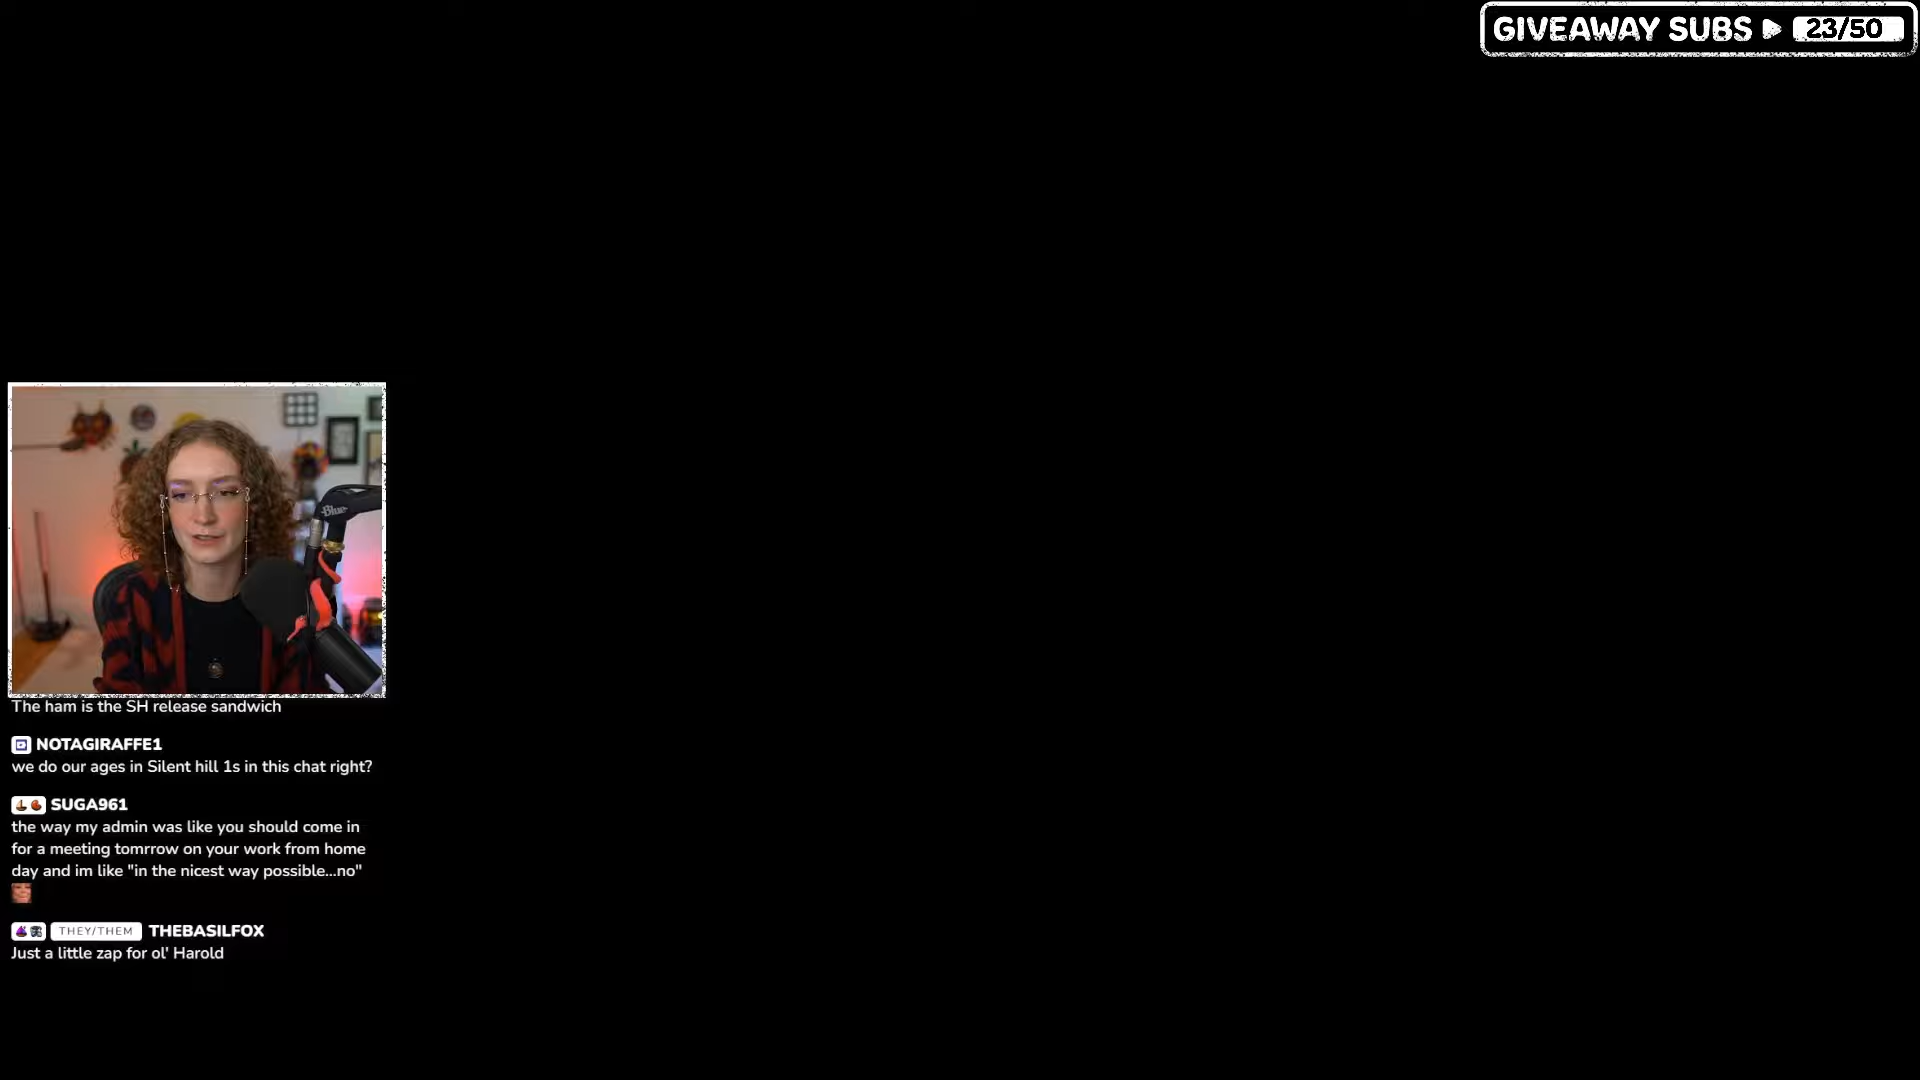 GIVEAWAY SUBS 23/50
Blue
The ham is the SH release sandwich
NOTAGIRAFFE1
we do our ages in Silent hill 1s in this chat right?
SUGA961
the way my admin was like you should come in
for a meeting tomrrow on your work from home
day and im like "in the nicest way possible...no"
THEY/THEM THEBASILFOX
Just a little zap for ol' Harold